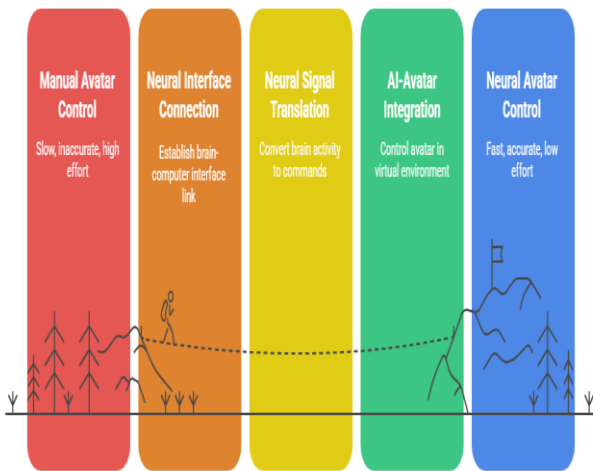 Manual Avatar
Control
Slow, inaccurate, high
effort
Neural Interface
Connection
Establish brain-
computer interface
link
Neural Signal
Translation
Convert brain activity
to commands
AI-Avatar
Integration
Control avatar in
virtual environment
Neural Avatar
Control
Fast, accurate, low
effort